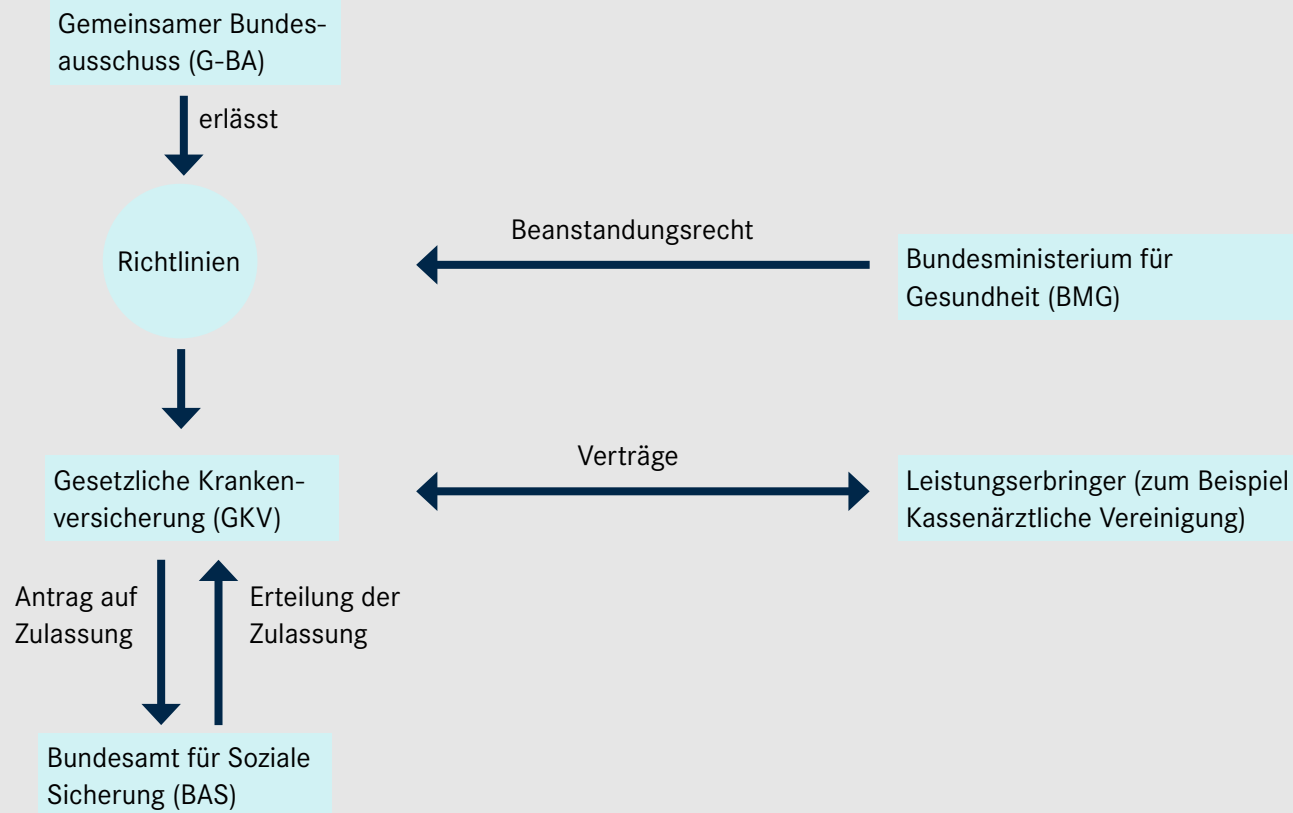 Gemeinsamer Bundes-
ausschuss (G-BA)
erlässt
Richtlinien
Beanstandungsrecht
Bundesministerium für
Gesundheit (BMG)
Gesetzliche Kranken-
versicherung (GKV)
Verträge
Leistungserbringer (zum Beispiel
Kassenärztliche Vereinigung)
Antrag auf
Zulassung
Erteilung der
Zulassung
Bundesamt für Soziale
Sicherung (BAS)